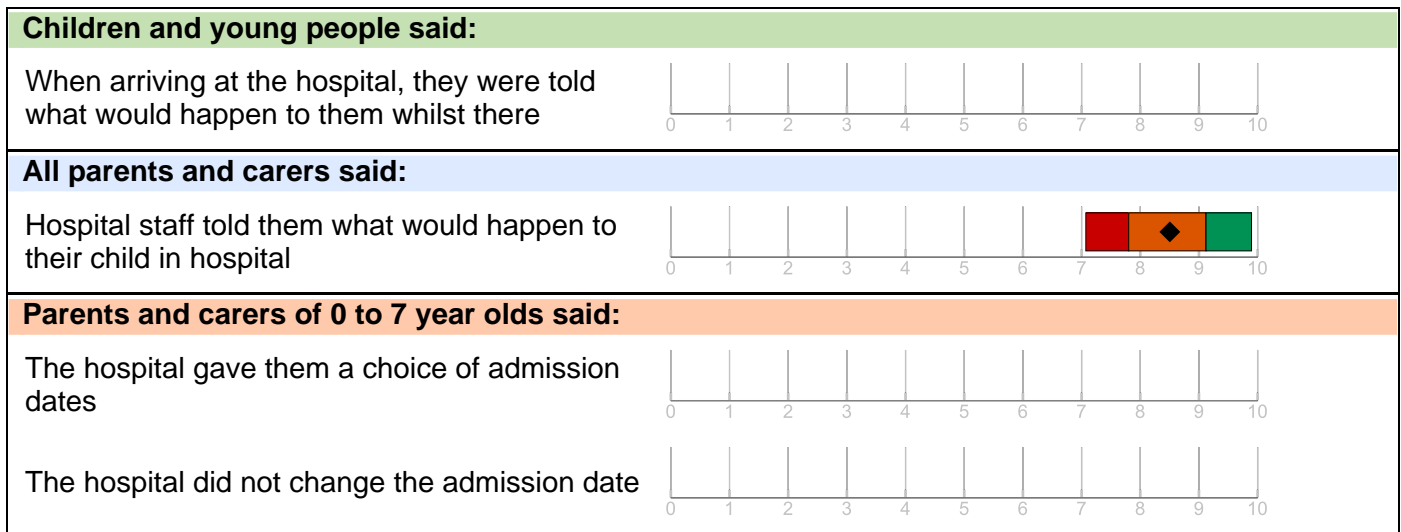 Children and young people said:
When arriving at the hospital, they were told
what would happen to them whilst there
0 1 2 3 4 5 6 7 8 9 10
All parents and carers said:
Hospital staff told them what would happen to
their child in hospital
0 1 2 3 4 5 6 7 8 9 10
Parents and carers of 0 to 7 year olds said:
The hospital gave them a choice of admission
dates
0 1 2 3 4 5 6 7 8 9 10
The hospital did not change the admission date
0 1 2 3 4 5 6 7 8 9 10